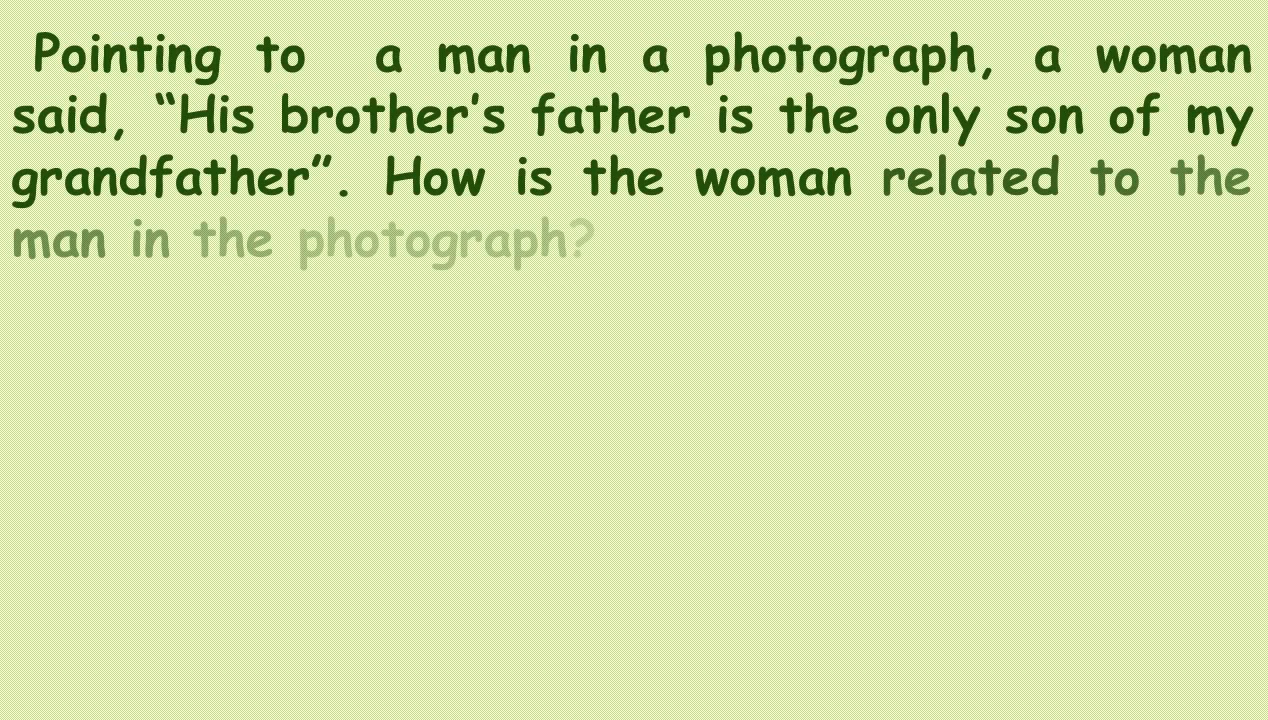 Pointing to a man in a photograph, a woman
said, “His brother’s father is the only son of my
grandfather”. How is the woman related to the
man in the photograph?